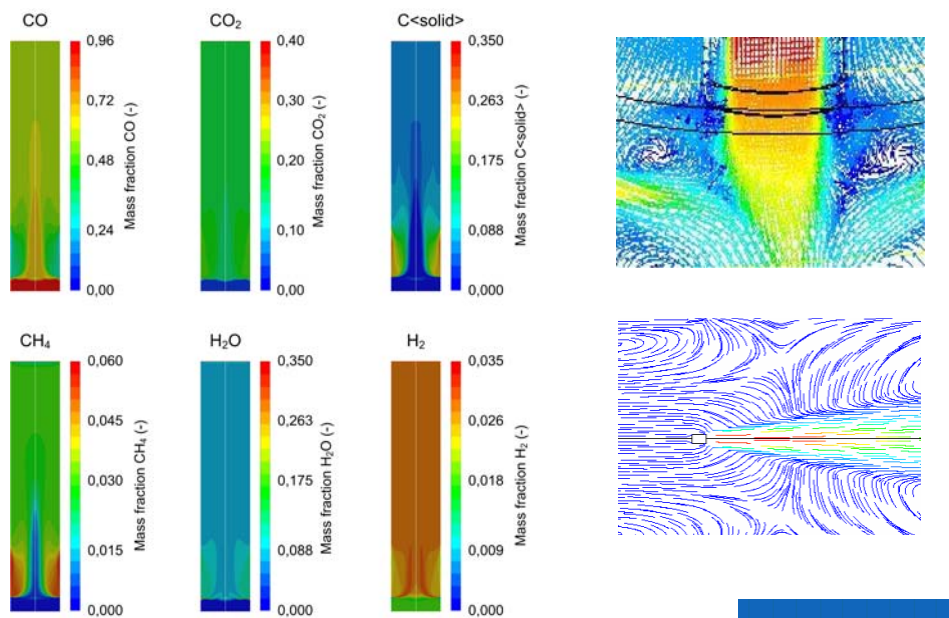 CO
0,96
0,72
0,48
0,24
0,00
Mass fraction CO (-)
CO₂
0,40
0,30
0,20
0,10
0,00
Mass fraction CO₂ (-)
C<solid>
0,350
0,263
0,175
0,088
0,000
Mass fraction C<solid> (-)
CH₄
0,060
0,045
0,030
0,015
0,000
Mass fraction CH₄ (-)
H₂O
0,350
0,263
0,175
0,088
0,000
Mass fraction H₂O (-)
H₂
0,035
0,026
0,018
0,009
0,000
Mass fraction H₂ (-)